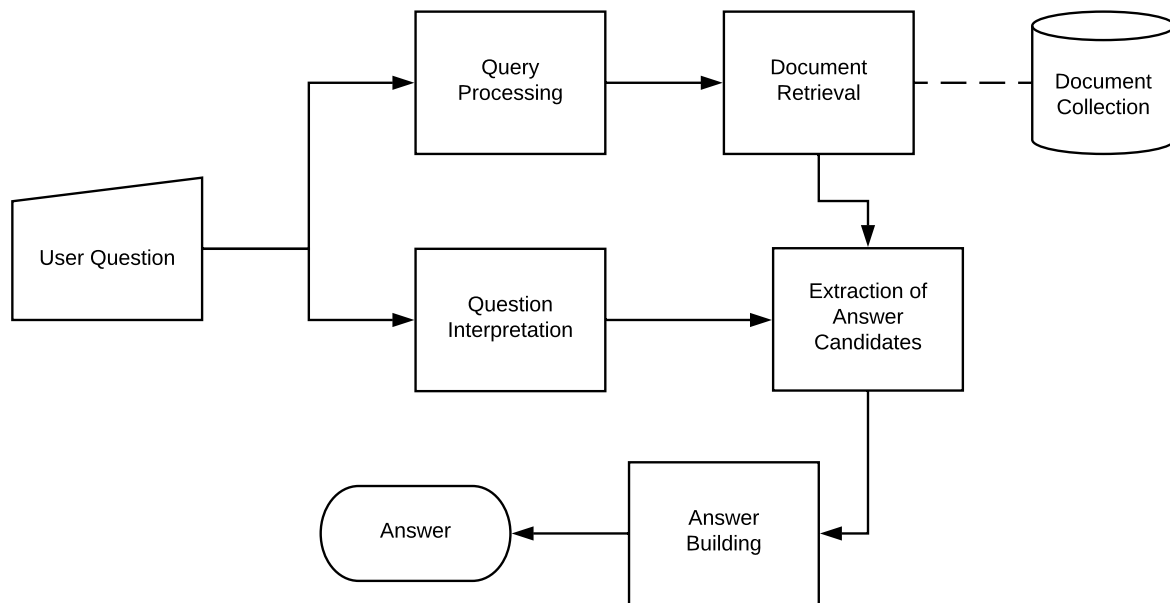 Query
Processing
Document
Retrieval
Document
Collection
User Question
Question
Interpretation
Extraction of
Answer
Candidates
Answer
Answer
Building